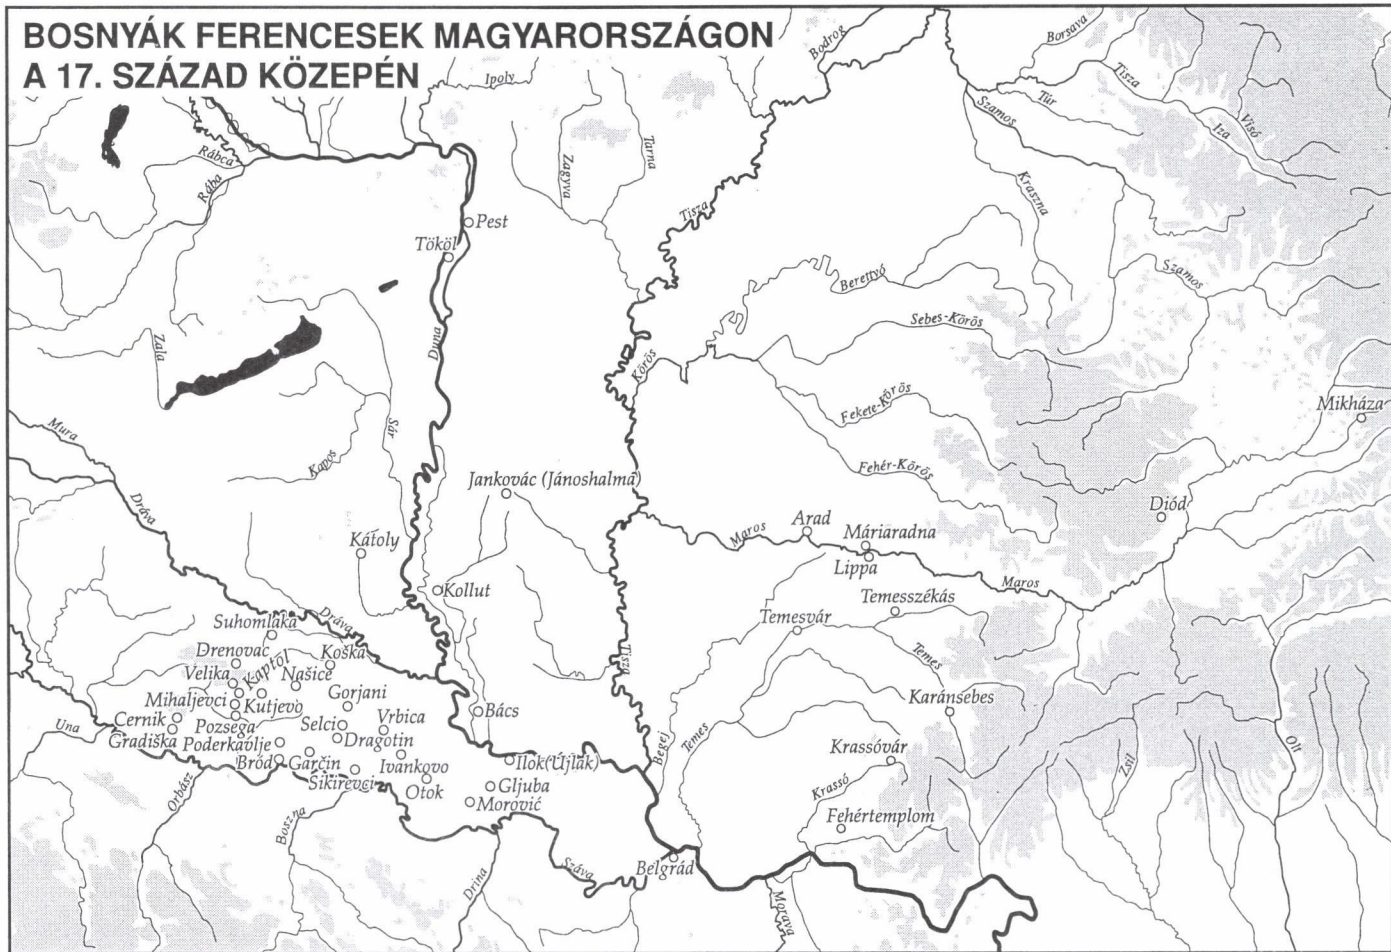 BOSNYÁK FERENCESEK MAGYARORSZÁGON
A 17. SZÁZAD KÖZEPÉN
Bodrog
Borsava
Ipoly
Tisza
Túr
Szamos
Visó
Iza
Rábca
Rába
Zagyva
Tarna
Kraszna
Tisza
Pest
Tököl
Berettyó
Szamos
Sebes-Körös
Zala
Duna
Körös
Fekete-Körös
Mikháza
Mura
Sár
Kapos
Fehér-Körös
Jankovác (Jánoshalma)
Dráva
Diód
Maros
Arad
Máriaradna
Kátoly
Lippa
Maros
Kollut
Temesszékás
Dráva
Suhomlaka
Temesvár
Drenovac
Koška
Tisza
Temes
Velika
Kaptol
Našice
Mihaljevci
Kutjevo
Gorjani
Karánsebes
Cernik
Pozsega
Selci
Vrbica
Bács
Una
Gradiška
Poderkavlje
Dragotin
Begej
Temes
Krassóvár
Olt
Bród
Garčin
Ivankovo
Ilok(Újlak)
Zsil
Sikirevci
Otok
Gljuba
Krassó
Orbász
Morović
Boszna
Fehértemplom
Száva
Belgrád
Drina
Morava